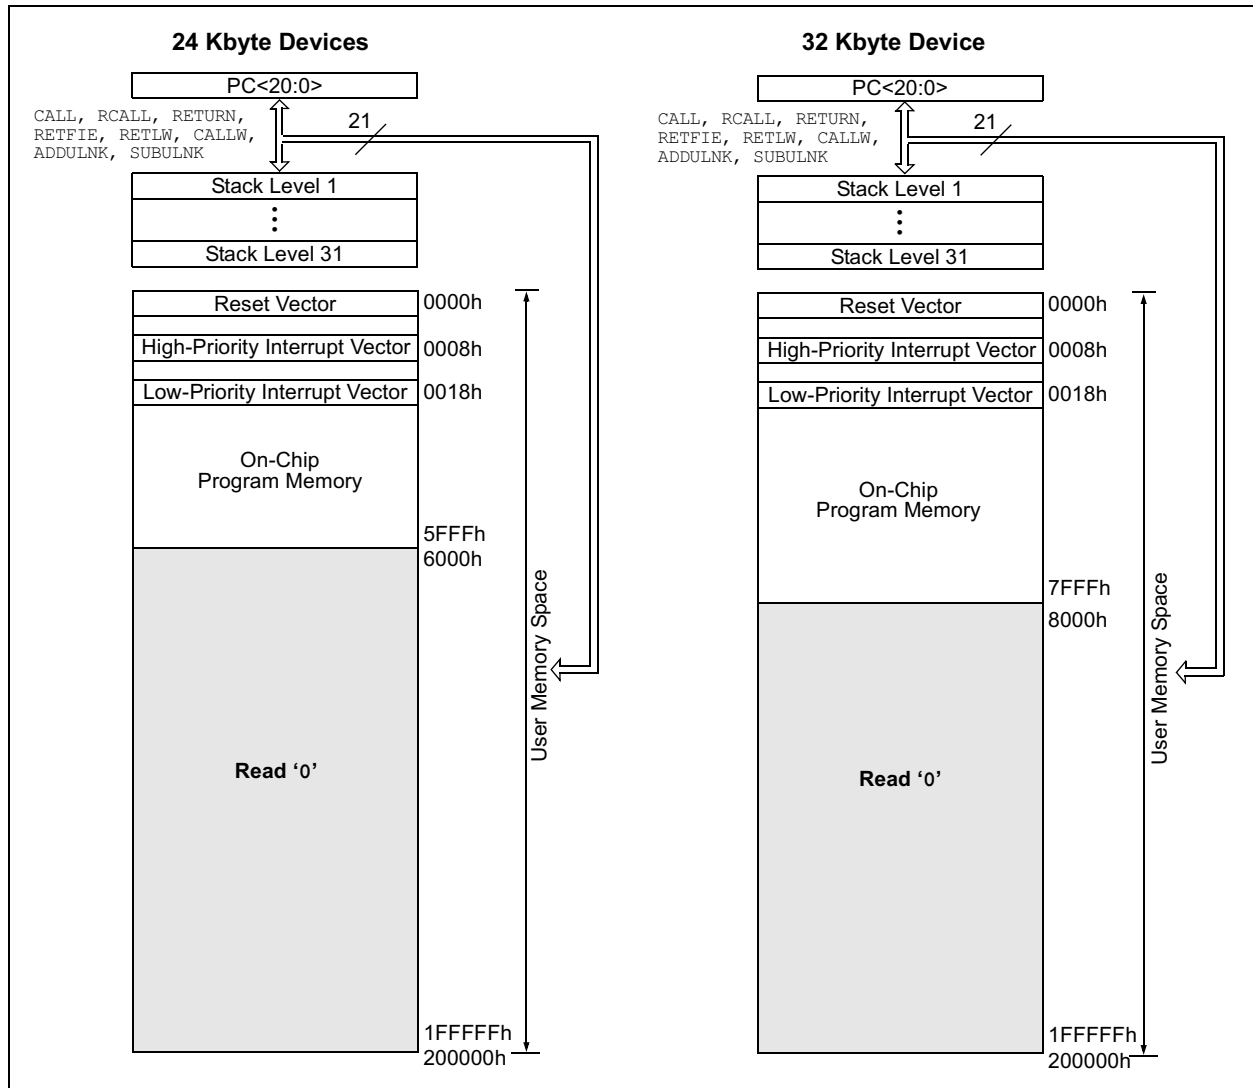 24 Kbyte Devices
PC<20:0>
CALL, RCALL, RETURN,
RETFIE, RETLW, CALLW,
ADDULNK, SUBULNK
21
Stack Level 1
Stack Level 31
Reset Vector
0000h
High-Priority Interrupt Vector
0008h
Low-Priority Interrupt Vector
0018h
On-Chip
Program Memory
5FFFh
6000h
User Memory Space
Read ‘0’
1FFFFFh
200000h
32 Kbyte Device
PC<20:0>
CALL, RCALL, RETURN,
RETFIE, RETLW, CALLW,
ADDULNK, SUBULNK
21
Stack Level 1
Stack Level 31
Reset Vector
0000h
High-Priority Interrupt Vector
0008h
Low-Priority Interrupt Vector
0018h
On-Chip
Program Memory
7FFFh
8000h
User Memory Space
Read ‘0’
1FFFFFh
200000h